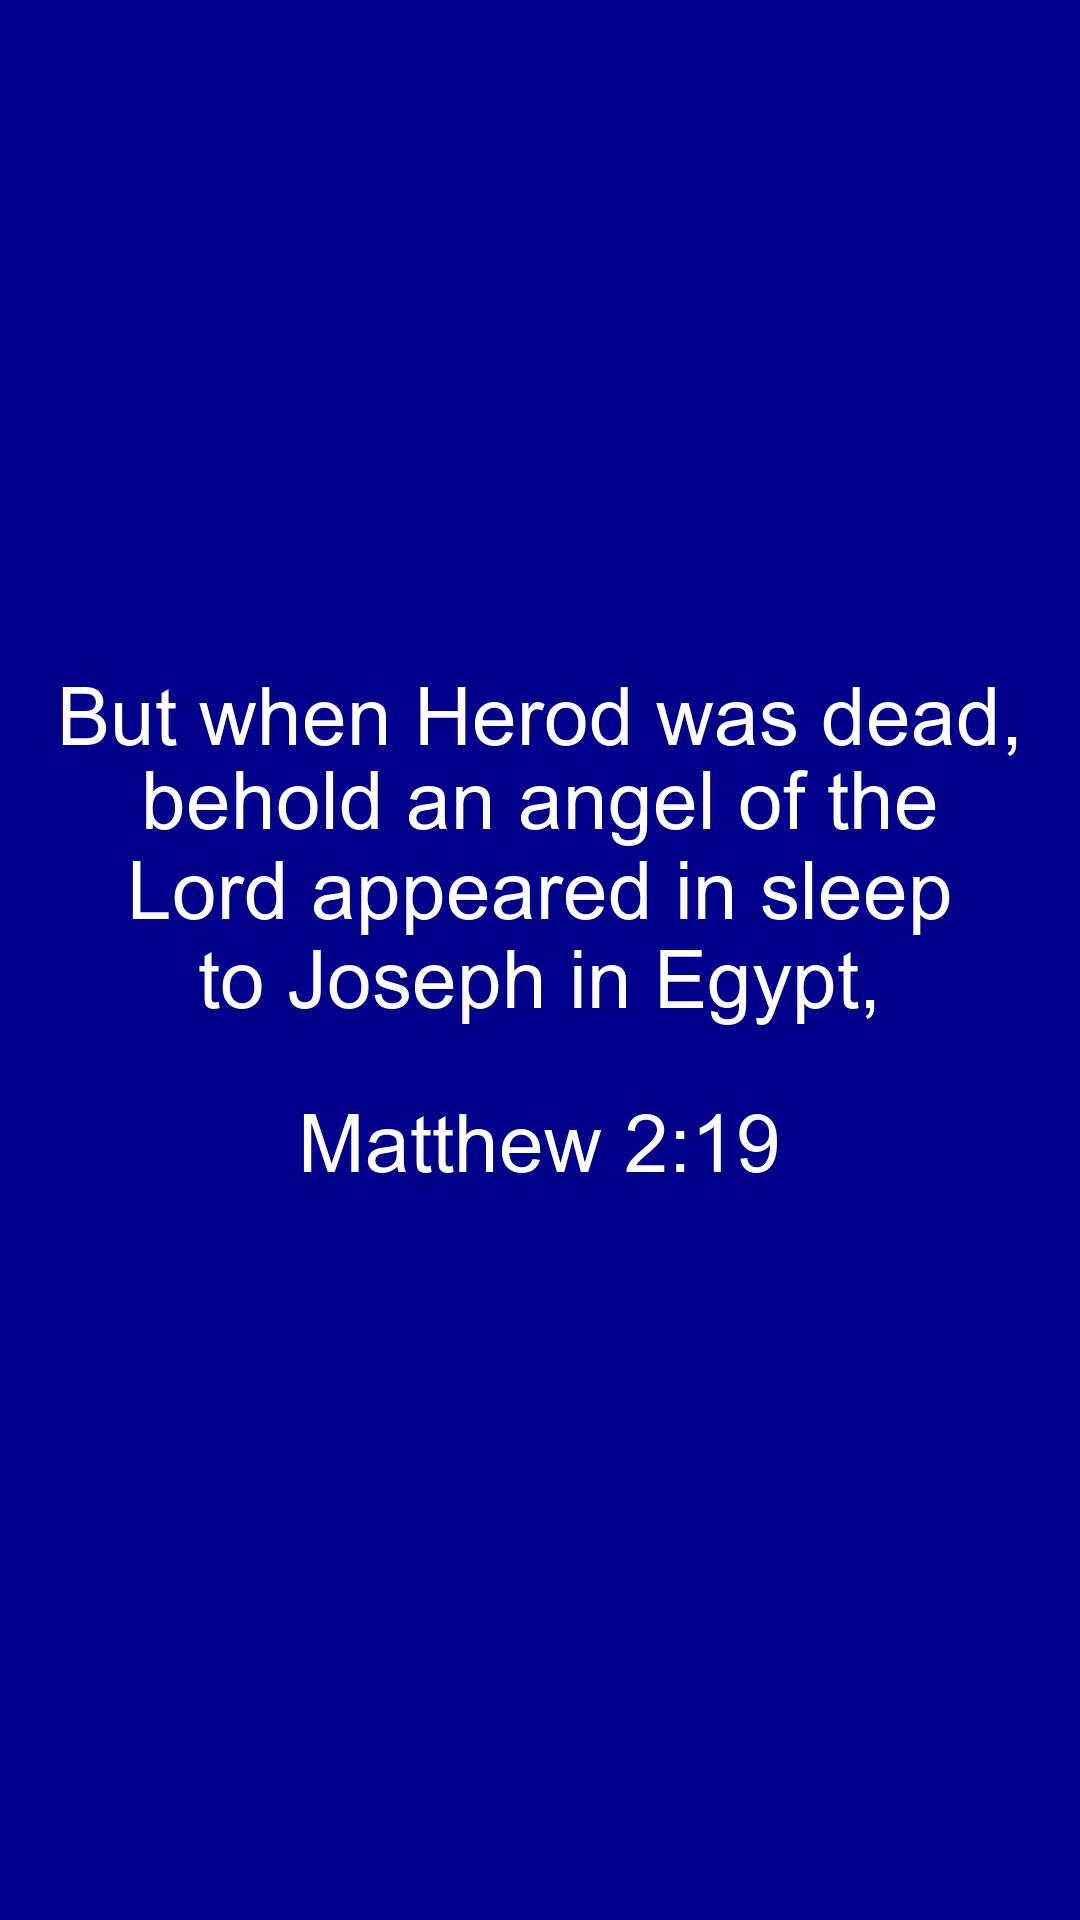 But when Herod was dead,
behold an angel of the
Lord appeared in sleep
to Joseph in Egypt,
Matthew 2:19